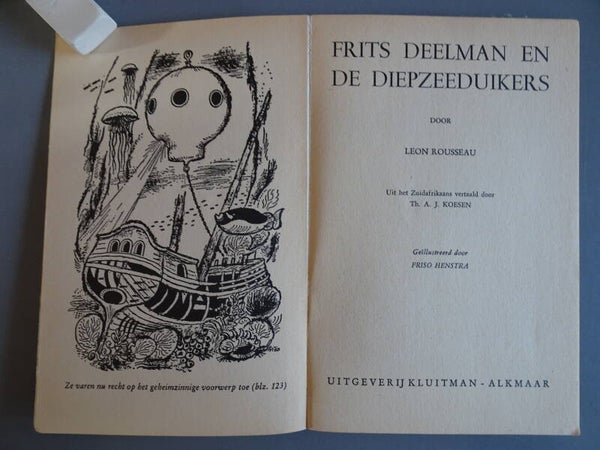 Ze varen nu recht op het geheimzinnige voorwerp toe (blz. 123)
FRITS DEELMAN EN
DE DIEPZEEDUIKERS
DOOR
LEON ROUSSEAU
Uit het Zuidafrikaans vertaald door
Th. A. J. KOESEN
Geïllustreerd door
FRISO HENSTRA
UITGEVERIJ KLUITMAN - ALKMAAR